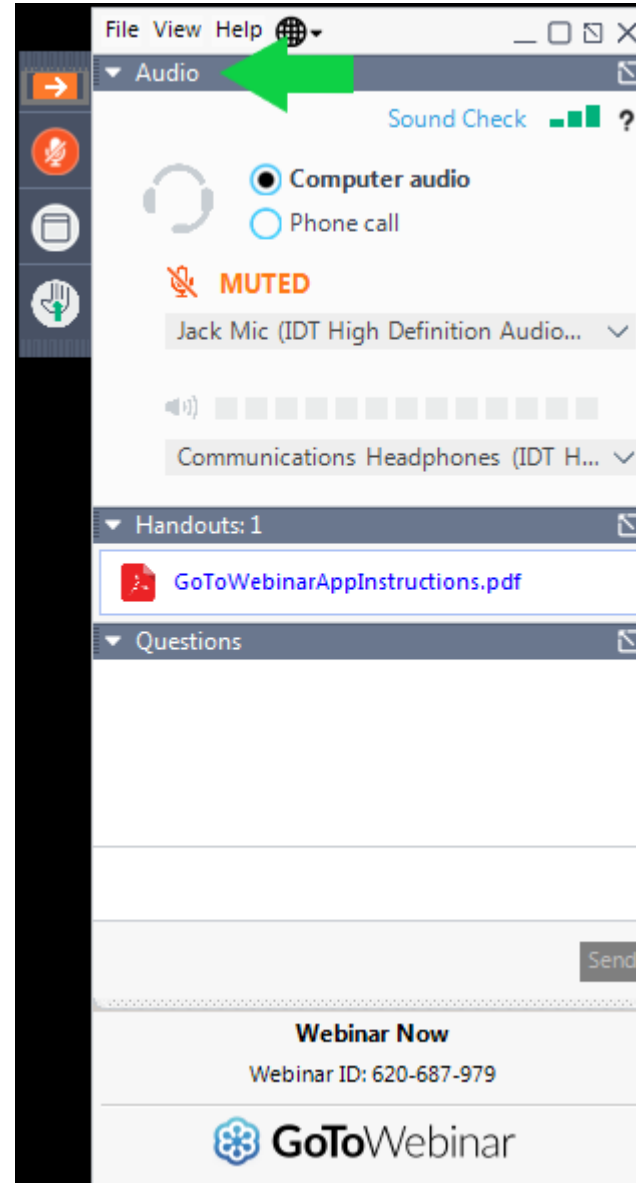 File View Help
Audio
Sound Check ?
Computer audio
Phone call
MUTED
Jack Mic (IDT High Definition Audio...
Communications Headphones (IDT H...
Handouts: 1
GoToWebinarAppInstructions.pdf
Questions
Send
Webinar Now
Webinar ID: 620-687-979
GoToWebinar